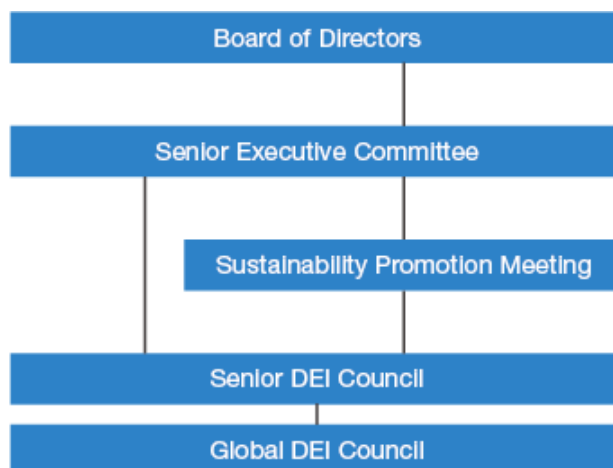 Board of Directors
Senior Executive Committee
Sustainability Promotion Meeting
Senior DEI Council
Global DEI Council